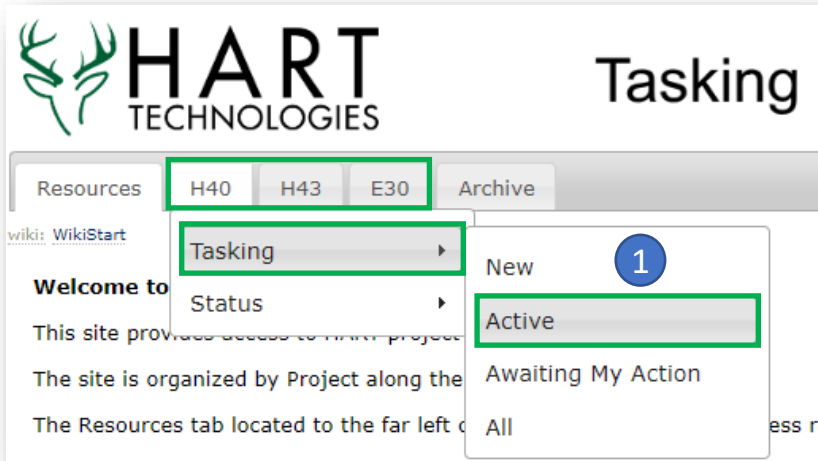 HART
TECHNOLOGIES
Tasking
Resources H40 H43 E30 Archive
wiki: WikiStart
Tasking
New
1
Welcome to
Status
Active
This site provides access to HART project
The site is organized by Project along the
Awaiting My Action
The Resources tab located to the far left
All